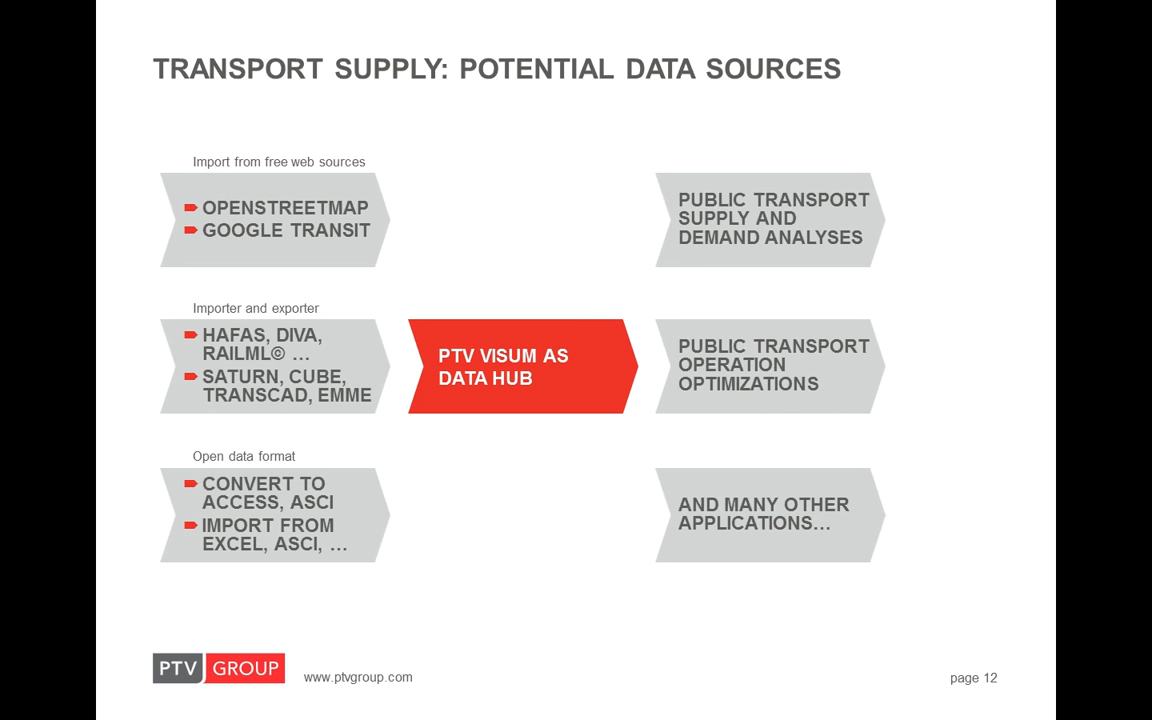 TRANSPORT SUPPLY: POTENTIAL DATA SOURCES
Import from free web sources
OPENSTREETMAP
GOOGLE TRANSIT
PUBLIC TRANSPORT
SUPPLY AND
DEMAND ANALYSES
Importer and exporter
HAFAS, DIVA,
RAILML© …
SATURN, CUBE,
TRANSCAD, EMME
PTV VISUM AS
DATA HUB
PUBLIC TRANSPORT
OPERATION
OPTIMIZATIONS
Open data format
CONVERT TO
ACCESS, ASCI
IMPORT FROM
EXCEL, ASCI, …
AND MANY OTHER
APPLICATIONS…
PTV GROUP
www.ptvgroup.com
page 12